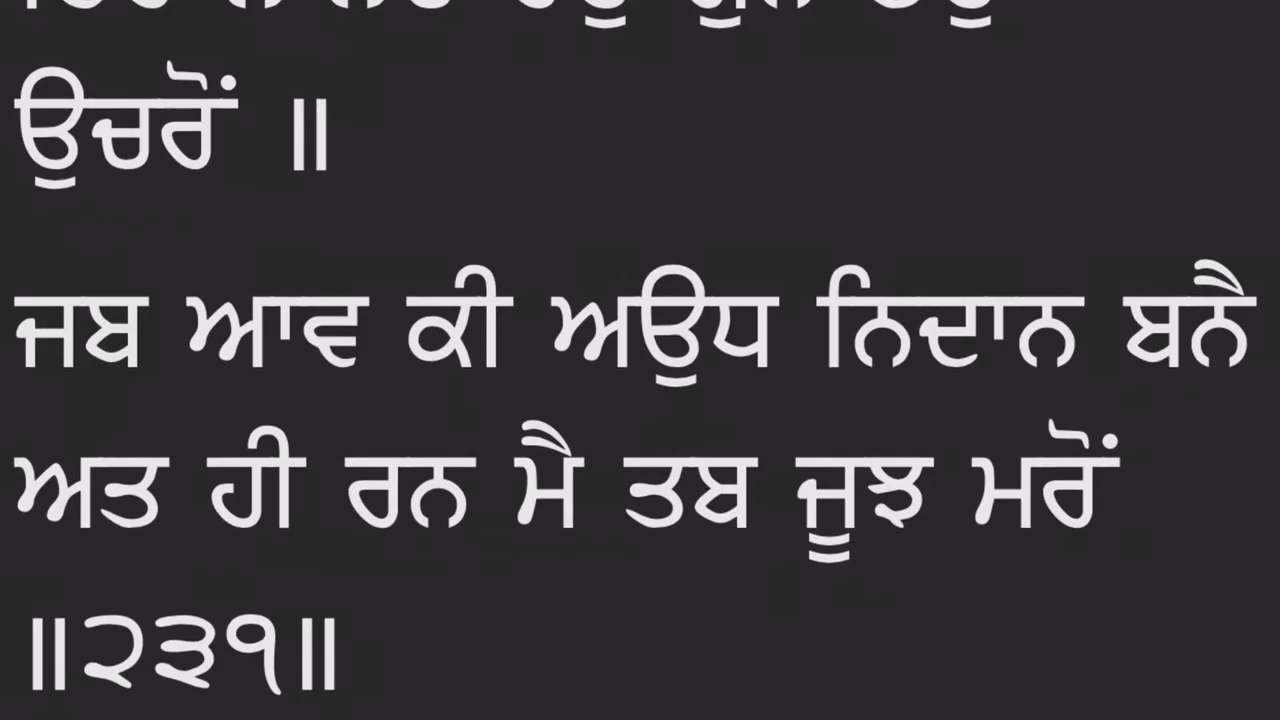 ਉਚਰੋਂ ॥
ਜਬ ਆਵ ਕੀ ਅਉਧ ਨਿਦਾਨ ਬਨੈ
ਅਤ ਹੀ ਰਨ ਮੈ ਤਬ ਜੂਝ ਮਰੋਂ
॥੨੩੧॥